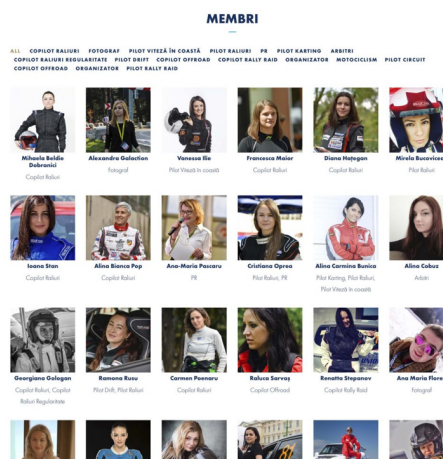 MEMBRI
ALL COPILOT RALIURI FOTOGRAF PILOT VITEZĂ ÎN COASTĂ PILOT RALIURI PR PILOT KARTING ARBITRI
COPILOT RALIURI REGULARITATE PILOT DRIFT COPILOT OFFROAD COPILOT RALLY RAID ORGANIZATOR MOTOCICLISM PILOT CIRCUIT
COPILOT OFFROAD ORGANIZATOR PILOT RALLY RAID
Mihaela Beldie Dobranici
Copilot Raliuri
Alexandra Galaction
Fotograf
Vanessa Ilie
Pilot Viteză în coastă
Francesca Maior
Copilot Raliuri
Diana Hațegan
Copilot Raliuri
Mirela Bucovicea
Pilot Raliuri
Ioana Stan
Copilot Raliuri
Alina Bianca Pop
Copilot Raliuri
Ana-Maria Pascaru
PR
Cristiana Oprea
Pilot Raliuri, PR
Alina Carmina Bunica
Pilot Karting, Pilot Raliuri,
Pilot Viteză în coastă
Alina Cobuz
Arbitri
Georgiana Gologan
Copilot Raliuri, Copilot
Raliuri Regularitate
Ramona Rusu
Pilot Drift, Pilot Raliuri
Carmen Poenaru
Copilot Raliuri
Raluca Sarvaș
Copilot Offroad
Renatta Stepanov
Copilot Rally Raid
Ana Maria Flore
Fotograf